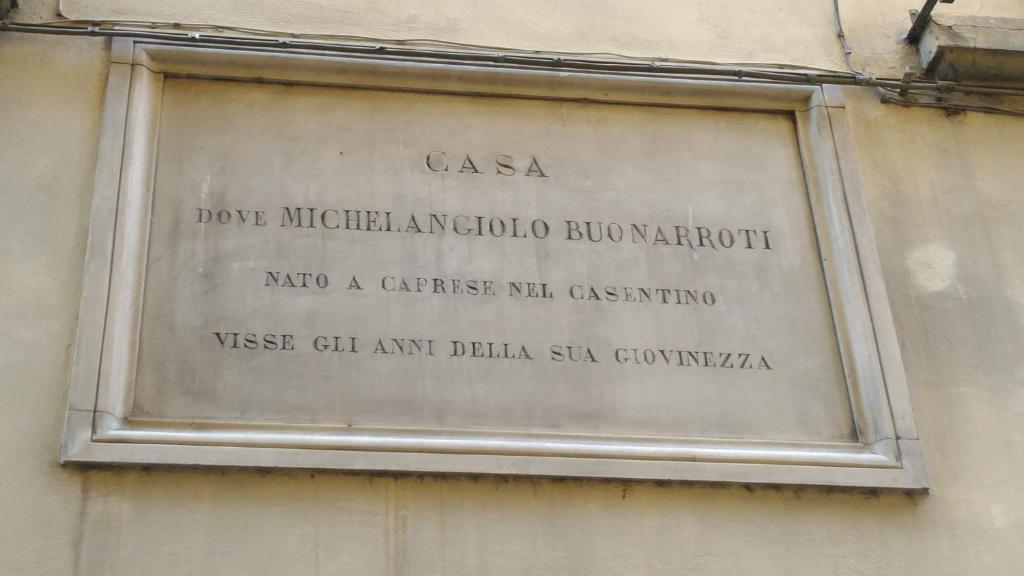 CASA
DOVE MICHELANGIOLO BUONARROTI
NATO A CAPRESE NEL CASENTINO
VISSE GLI ANNI DELLA SUA GIOVINEZZA